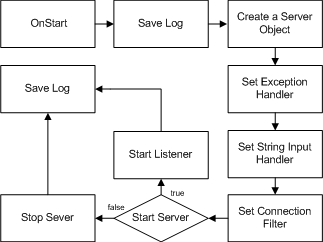 OnStart
Save Log
Create a Server
Object
Save Log
Set Exception
Handler
Start Listener
Set String Input
Handler
false
true
Stop Sever
Start Server
Set Connection
Filter